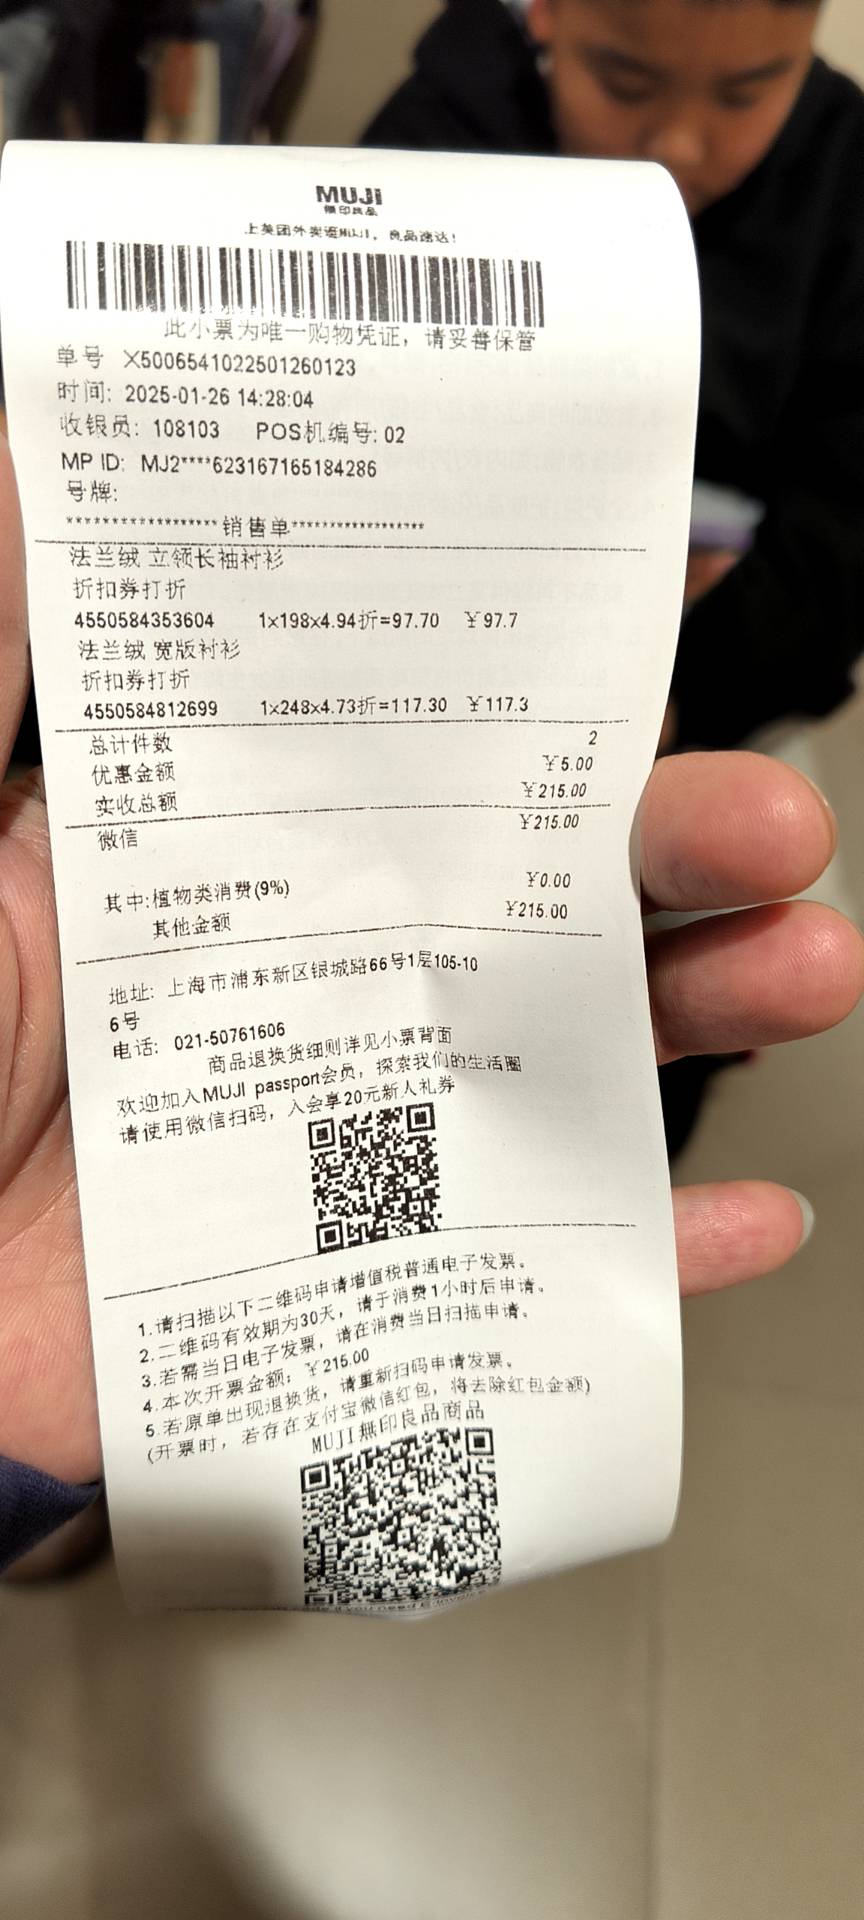 MUJI
無印良品
上美团外卖逛MUJI，良品速达！
此小票为唯一购物凭证，请妥善保管
单号 X5006541022501260123
时间: 2025-01-26 14:28:04
收银员: 108103 POS机编号: 02
MP ID: MJ2****623167165184286
号牌:
******************销售单******************
法兰绒 立领长袖衬衫
折扣券打折
4550584353604 1x198x4.94折=97.70 ￥97.7
法兰绒 宽版衬衫
折扣券打折
4550584812699 1x248x4.73折=117.30 ￥117.3
总计件数 2
优惠金额 ￥5.00
实收总额 ￥215.00
微信 ￥215.00
其中:植物类消费(9%) ￥0.00
其他金额 ￥215.00
地址: 上海市浦东新区银城路66号1层105-10
6号
电话: 021-50761606
商品退换货细则详见小票背面
欢迎加入MUJI passport会员，探索我们的生活圈
请使用微信扫码，入会享20元新人礼券
1.请扫描以下二维码申请增值税普通电子发票。
2.二维码有效期为30天，请于消费1小时后申请。
3.若需当日电子发票，请在消费当日扫描申请。
4.本次开票金额: ￥215.00
5.若原单出现退换货，请重新扫码申请发票。
(开票时，若存在支付宝微信红包，将去除红包金额)
MUJI無印良品商品